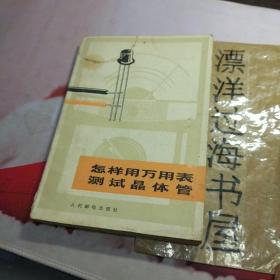 怎样用万用表
测试晶体管
人民邮电出版社
漂洋过海书屋